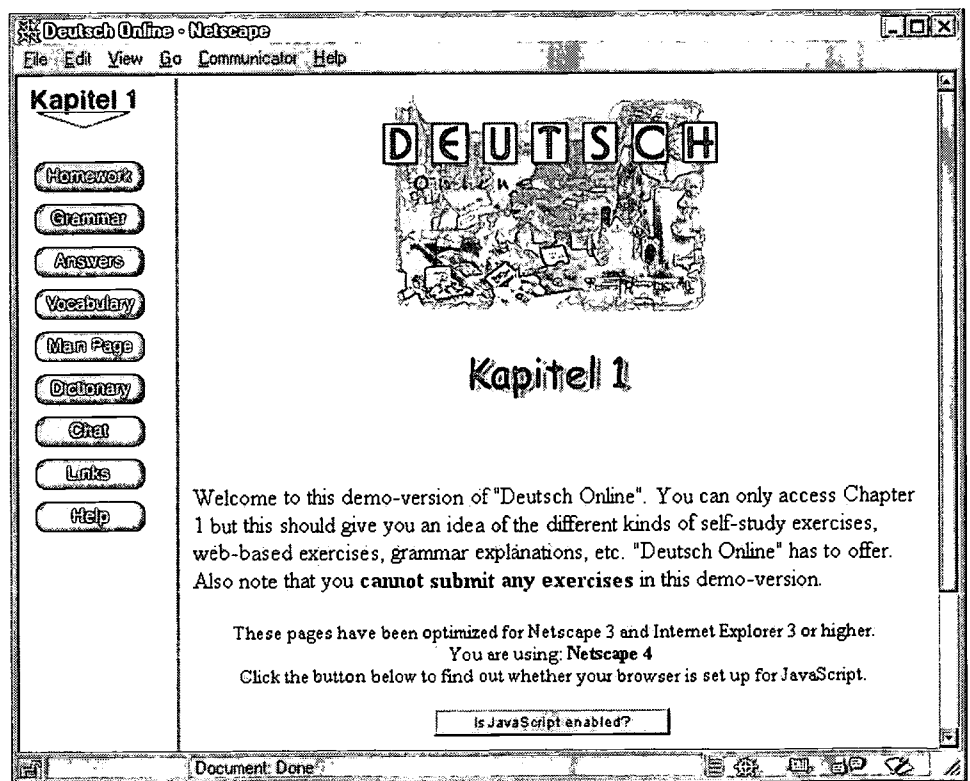 Deutsch Online - Netscape
File Edit View Go Communicator Help
Kapitel 1
Homework
Grammar
Answers
Vocabulary
Main Page
Dictionary
Chat
Links
Help
DEUTSCH
Online
Kapitel 1
Welcome to this demo-version of "Deutsch Online". You can only access Chapter
1 but this should give you an idea of the different kinds of self-study exercises,
web-based exercises, grammar explanations, etc. "Deutsch Online" has to offer.
Also note that you cannot submit any exercises in this demo-version.
These pages have been optimized for Netscape 3 and Internet Explorer 3 or higher.
You are using: Netscape 4
Click the button below to find out whether your browser is set up for JavaScript.
Is JavaScript enabled?
Document: Done